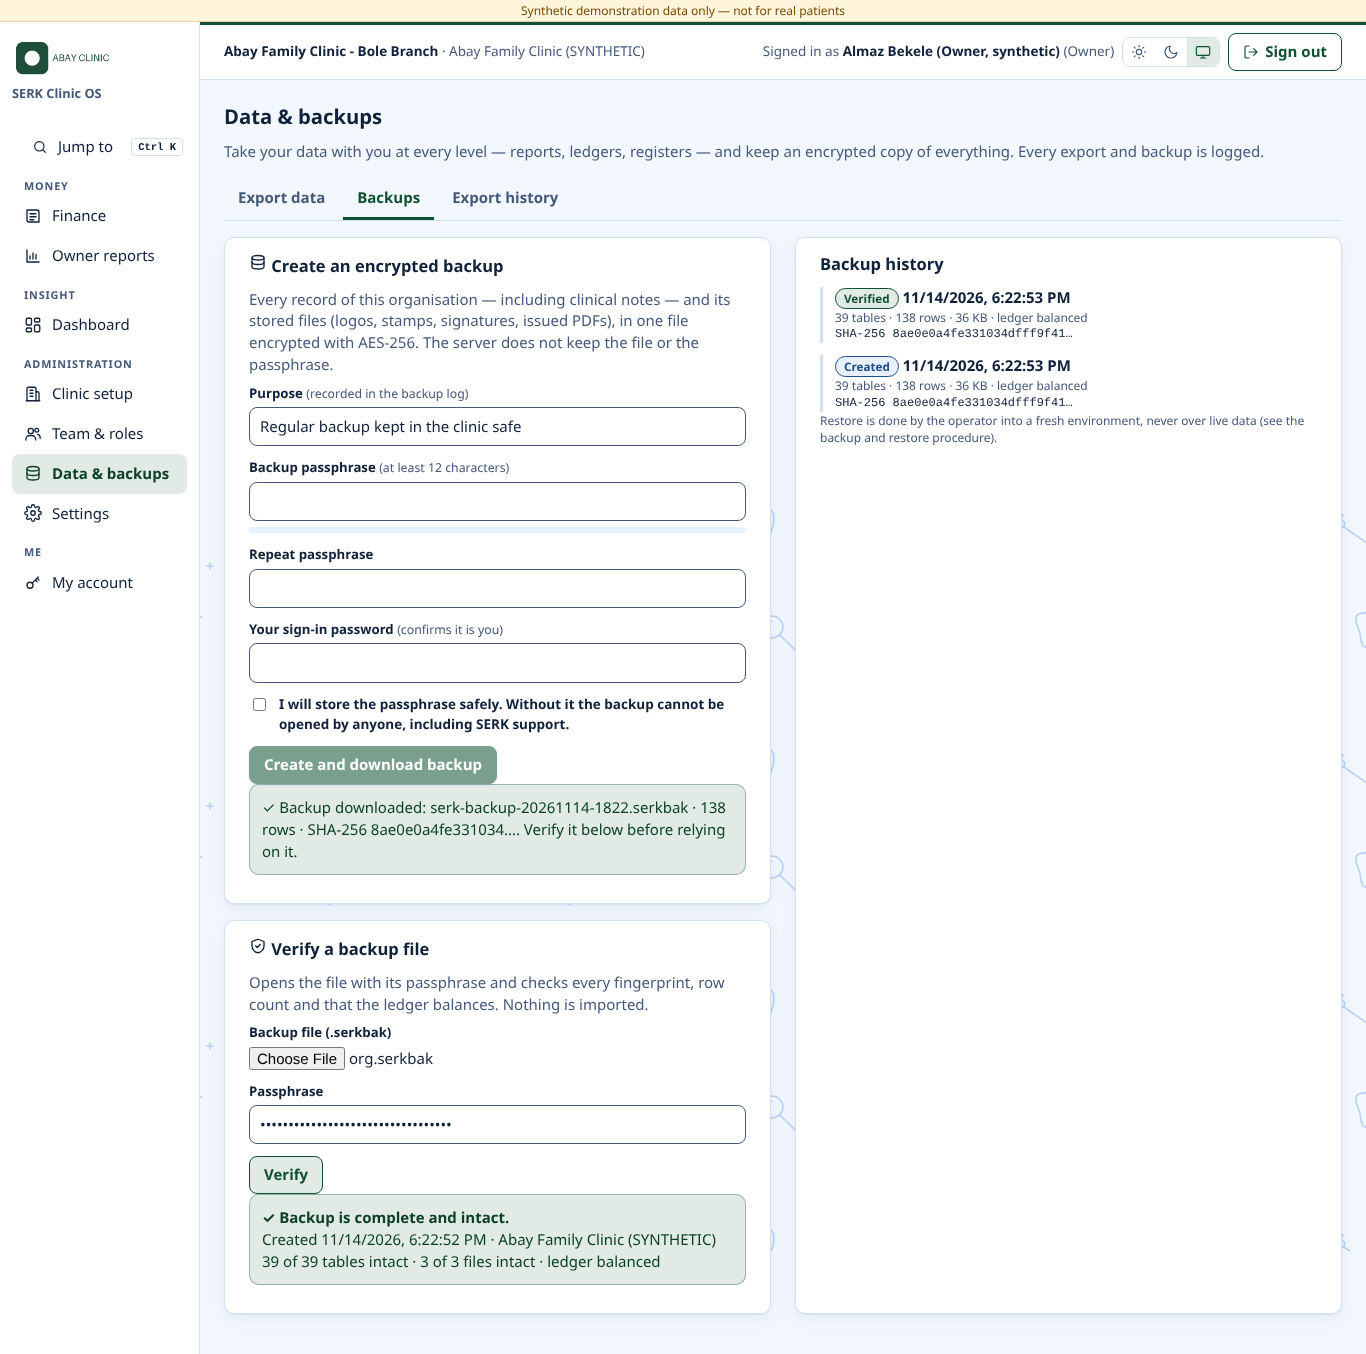 Synthetic demonstration data only — not for real patients
ABAY CLINIC
SERK Clinic OS
Jump to Ctrl K
MONEY
Finance
Owner reports
INSIGHT
Dashboard
ADMINISTRATION
Clinic setup
Team & roles
Data & backups
Settings
ME
My account
Abay Family Clinic - Bole Branch · Abay Family Clinic (SYNTHETIC)
Signed in as Almaz Bekele (Owner, synthetic) (Owner)
Sign out
Data & backups
Take your data with you at every level — reports, ledgers, registers — and keep an encrypted copy of everything. Every export and backup is logged.
Export data Backups Export history
Create an encrypted backup
Every record of this organisation — including clinical notes — and its
stored files (logos, stamps, signatures, issued PDFs), in one file
encrypted with AES-256. The server does not keep the file or the
passphrase.
Purpose (recorded in the backup log)
Regular backup kept in the clinic safe
Backup passphrase (at least 12 characters)
Repeat passphrase
Your sign-in password (confirms it is you)
I will store the passphrase safely. Without it the backup cannot be
opened by anyone, including SERK support.
Create and download backup
✓ Backup downloaded: serk-backup-20261114-1822.serkbak · 138
rows · SHA-256 8ae0e0a4fe331034.... Verify it below before relying
on it.
Verify a backup file
Opens the file with its passphrase and checks every fingerprint, row
count and that the ledger balances. Nothing is imported.
Backup file (.serkbak)
Choose File org.serkbak
Passphrase
••••••••••••••••••••••••••••••••••
Verify
✓ Backup is complete and intact.
Created 11/14/2026, 6:22:52 PM · Abay Family Clinic (SYNTHETIC)
39 of 39 tables intact · 3 of 3 files intact · ledger balanced
Backup history
Verified 11/14/2026, 6:22:53 PM
39 tables · 138 rows · 36 KB · ledger balanced
SHA-256 8ae0e0a4fe331034dfff9f41…
Created 11/14/2026, 6:22:53 PM
39 tables · 138 rows · 36 KB · ledger balanced
SHA-256 8ae0e0a4fe331034dfff9f41…
Restore is done by the operator into a fresh environment, never over live data (see the
backup and restore procedure).